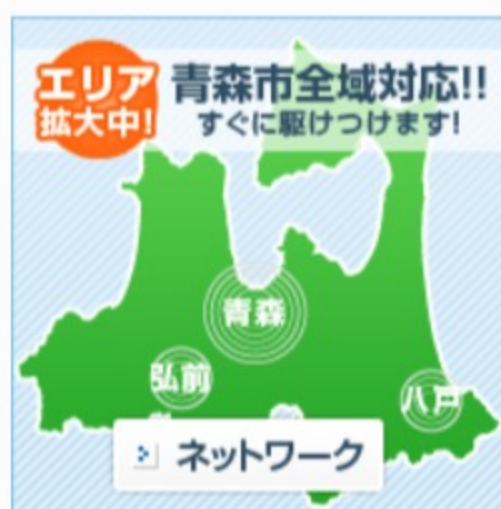 エリア
拡大中!
青森市全域対応!!
すぐに駆けつけます!
青森
弘前
八戸
ネットワーク